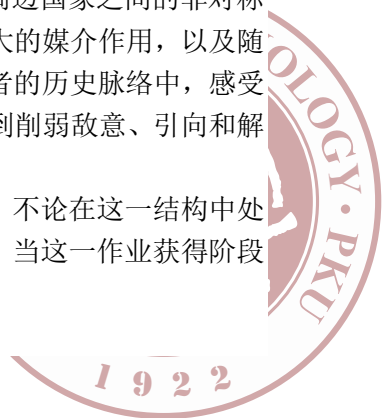 周边国家之间的非对称
大的媒介作用，以及随
者的历史脉络中，感受
到削弱敌意、引向和解
不论在这一结构中处
当这一作业获得阶段
OLOGY · PKU
1922